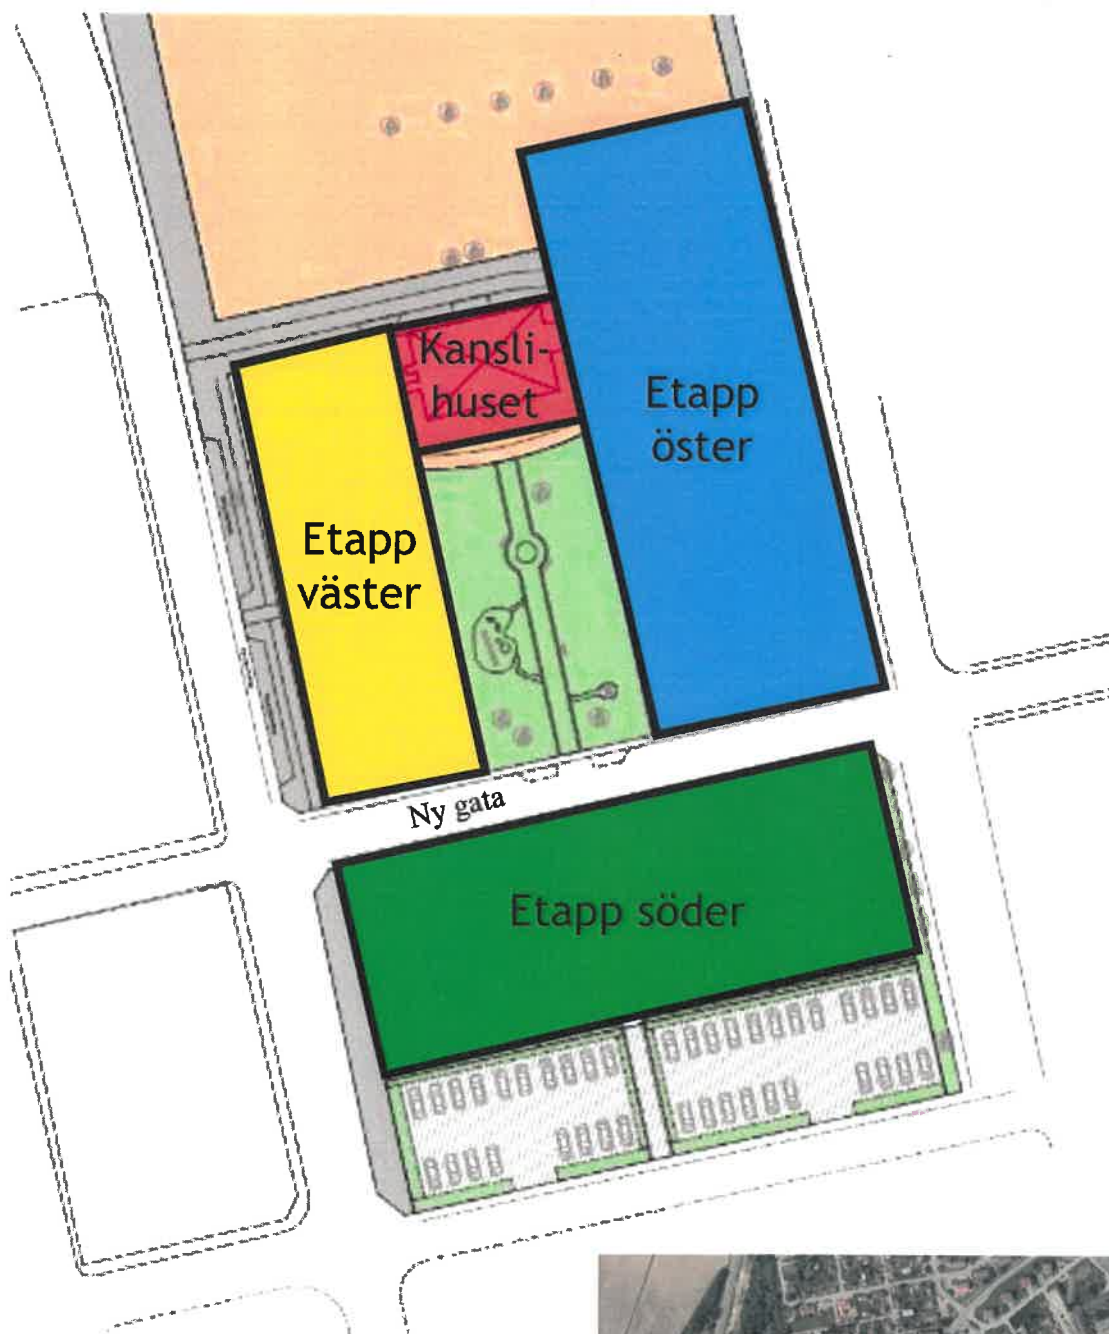 Kansli-
huset
Etapp
öster
Etapp
väster
Ny gata
Etapp söder